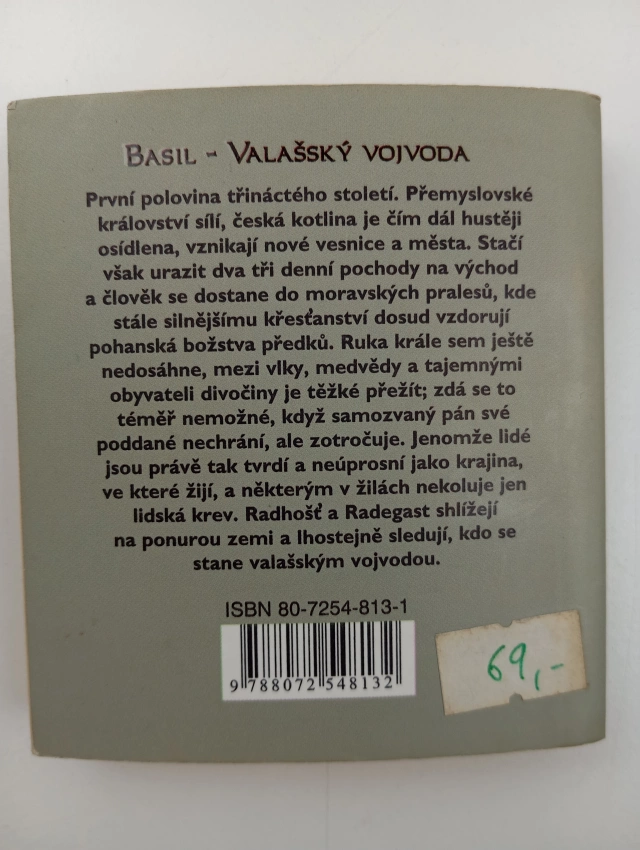 Basil - Valašský vojvoda
První polovina třináctého století. Přemyslovské
království sílí, česká kotlina je čím dál hustěji
osídlena, vznikají nové vesnice a města. Stačí
však urazit dva tři denní pochody na východ
a člověk se dostane do moravských pralesů, kde
stále silnějšímu křesťanství dosud vzdorují
pohanská božstva předků. Ruka krále sem ještě
nedosáhne, mezi vlky, medvědy a tajemnými
obyvateli divočiny je těžké přežít; zdá se to
téměř nemožné, když samozvaný pán své
poddané nechrání, ale zotročuje. Jenomže lidé
jsou právě tak tvrdí a neúprosní jako krajina,
ve které žijí, a některým v žilách nekoluje jen
lidská krev. Radhošť a Radegast shlížejí
na ponurou zemi a lhostejně sledují, kdo se
stane valašským vojvodou.
ISBN 80-7254-813-1
9 788072 548132
69,-